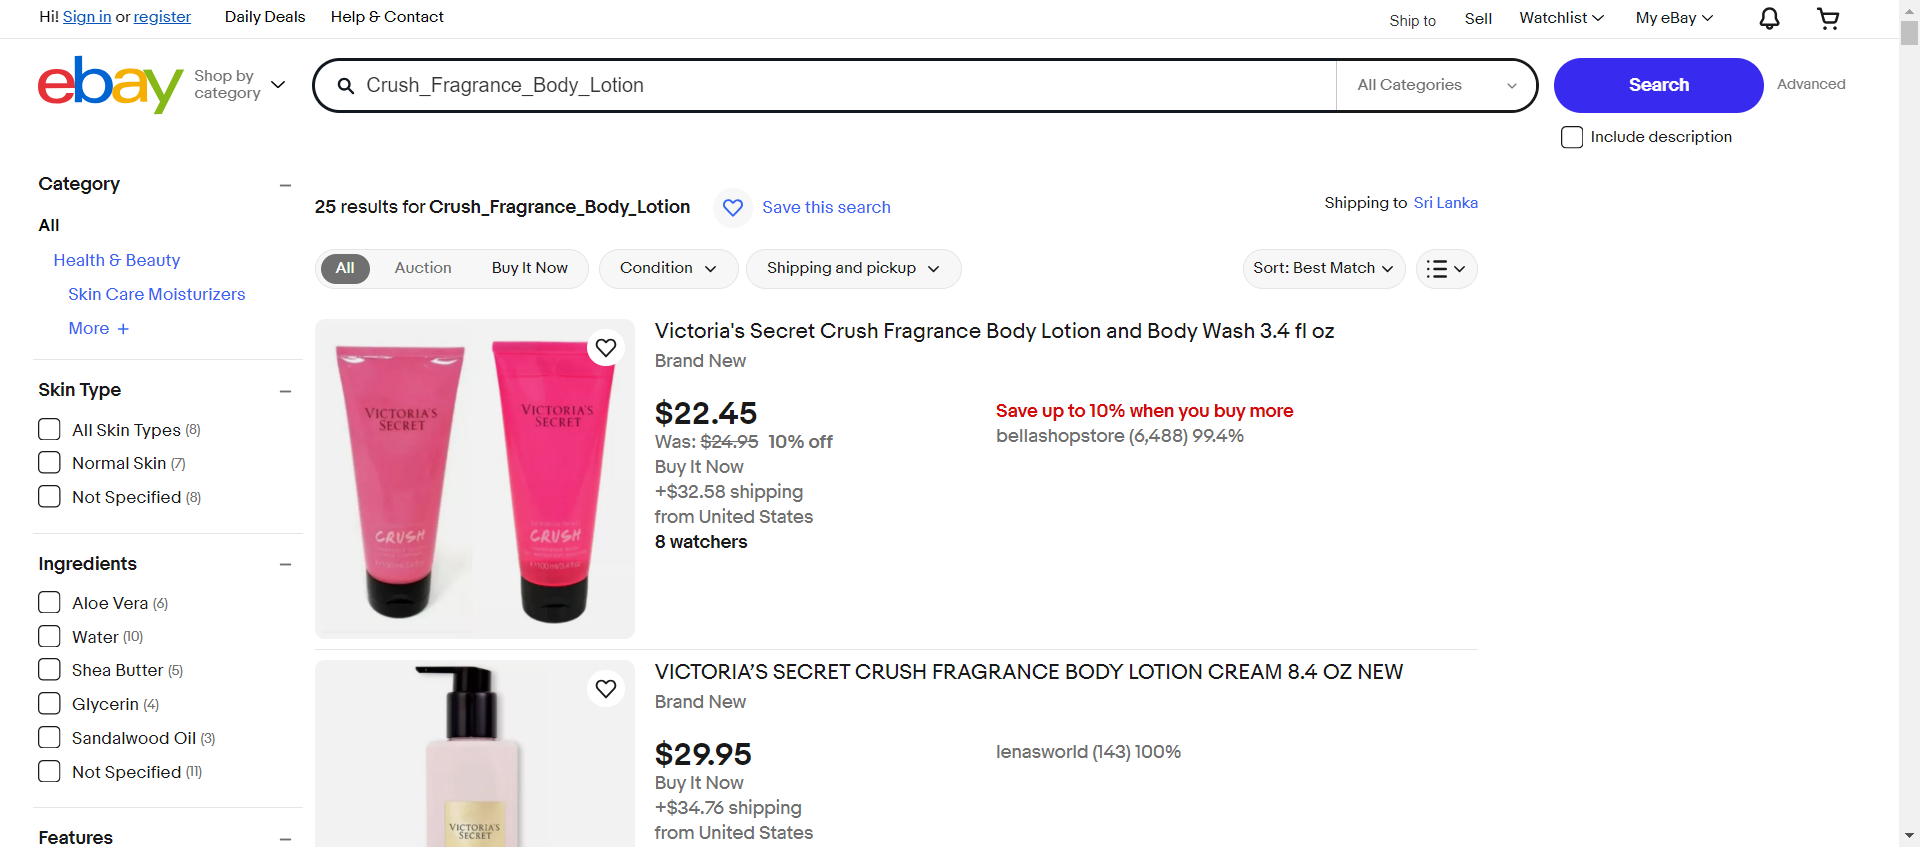 Hi! Sign in or register
Daily Deals
Help & Contact
Ship to
Sell
Watchlist
My eBay
ebay
Shop by
category
Crush_Fragrance_Body_Lotion
All Categories
Search
Advanced
Include description
Category
All
Health & Beauty
Skin Care Moisturizers
More +
Skin Type
All Skin Types (8)
Normal Skin (7)
Not Specified (8)
Ingredients
Aloe Vera (6)
Water (10)
Shea Butter (5)
Glycerin (4)
Sandalwood Oil (3)
Not Specified (11)
Features
25 results for Crush_Fragrance_Body_Lotion
Save this search
Shipping to Sri Lanka
All
Auction
Buy It Now
Condition
Shipping and pickup
Sort: Best Match
VICTORIA'S
SECRET
CRUSH
VICTORIA'S
SECRET
CRUSH
Victoria's Secret Crush Fragrance Body Lotion and Body Wash 3.4 fl oz
Brand New
$22.45
Was: $24.95 10% off
Buy It Now
+$32.58 shipping
from United States
8 watchers
Save up to 10% when you buy more
bellashopstore (6,488) 99.4%
VICTORIA'S
SECRET
VICTORIA’S SECRET CRUSH FRAGRANCE BODY LOTION CREAM 8.4 OZ NEW
Brand New
$29.95
Buy It Now
+$34.76 shipping
from United States
lenasworld (143) 100%